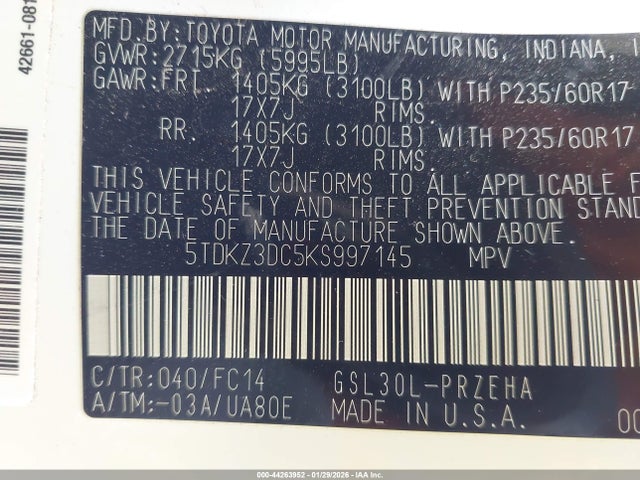 42661-081
MFD.BY:TOYOTA MOTOR MANUFACTURING, INDIANA,
GVWR:2715KG (5995LB)
GAWR:FRT. 1405KG (3100LB) WITH P235/60R17
17X7J RIMS.
RR. 1405KG (3100LB) WITH P235/60R17
17X7J RIMS.
THIS VEHICLE CONFORMS TO ALL APPLICABLE
VEHICLE SAFETY AND THEFT PREVENTION
THE DATE OF MANUFACTURE SHOWN ABOVE.
5TDKZ3DC5KS997145 MPV
C/TR:040/FC14 GSL30L-PRZEHA
A/TM:-03A/UA80E MADE IN U.S.A.
000-44263952 | 01/29/2026 | IAA Inc.